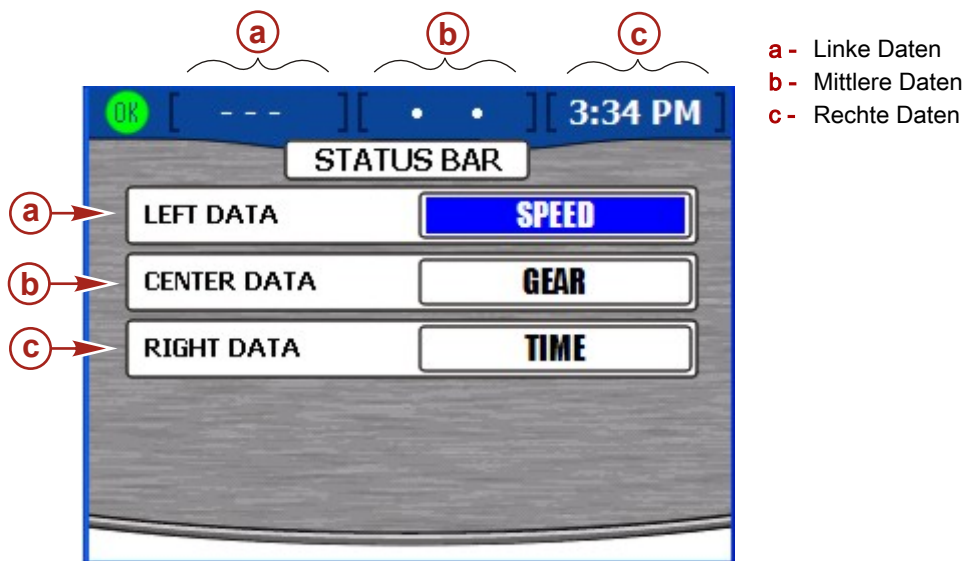 a b c
OK [ - - - ] [ • • ] [ 3:34 PM ]
STATUS BAR
a LEFT DATA SPEED
b CENTER DATA GEAR
c RIGHT DATA TIME
a - Linke Daten
b - Mittlere Daten
c - Rechte Daten